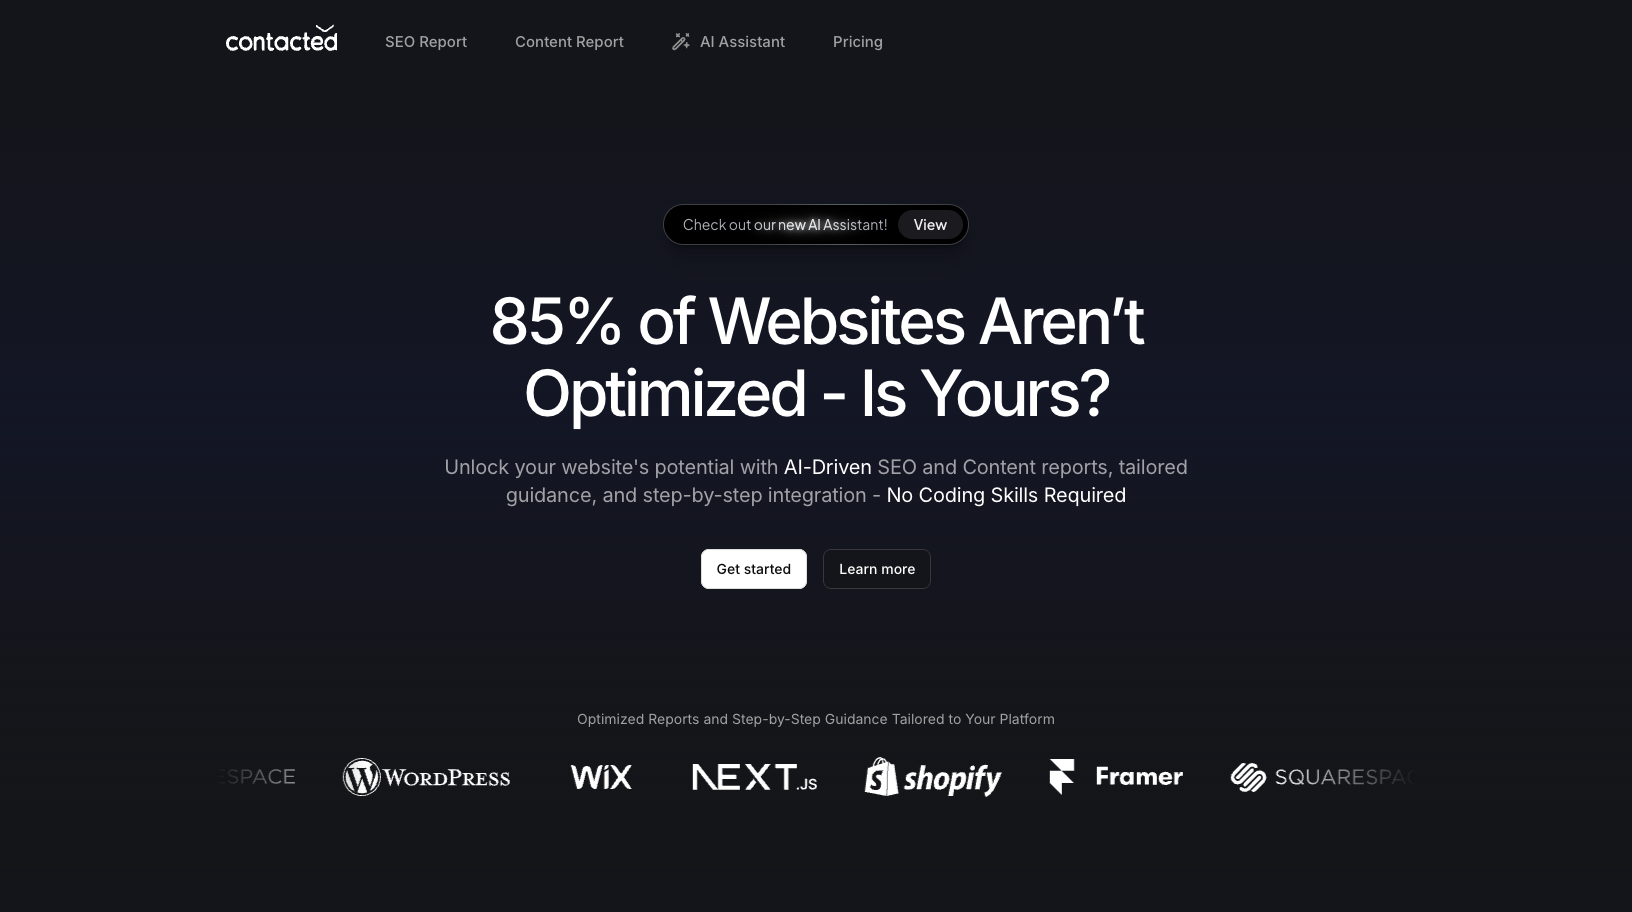 contacted SEO Report Content Report AI Assistant Pricing
Check out our new AI Assistant! View
85% of Websites Aren’t
Optimized - Is Yours?
Unlock your website's potential with AI-Driven SEO and Content reports, tailored
guidance, and step-by-step integration - No Coding Skills Required
Get started Learn more
Optimized Reports and Step-by-Step Guidance Tailored to Your Platform
ESPACE WORDPRESS WiX NEXT.JS shopify Framer SQUARESPAC